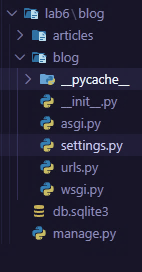 lab6\blog
articles
blog
__pycache__
__init__.py
asgi.py
settings.py
urls.py
wsgi.py
db.sqlite3
manage.py